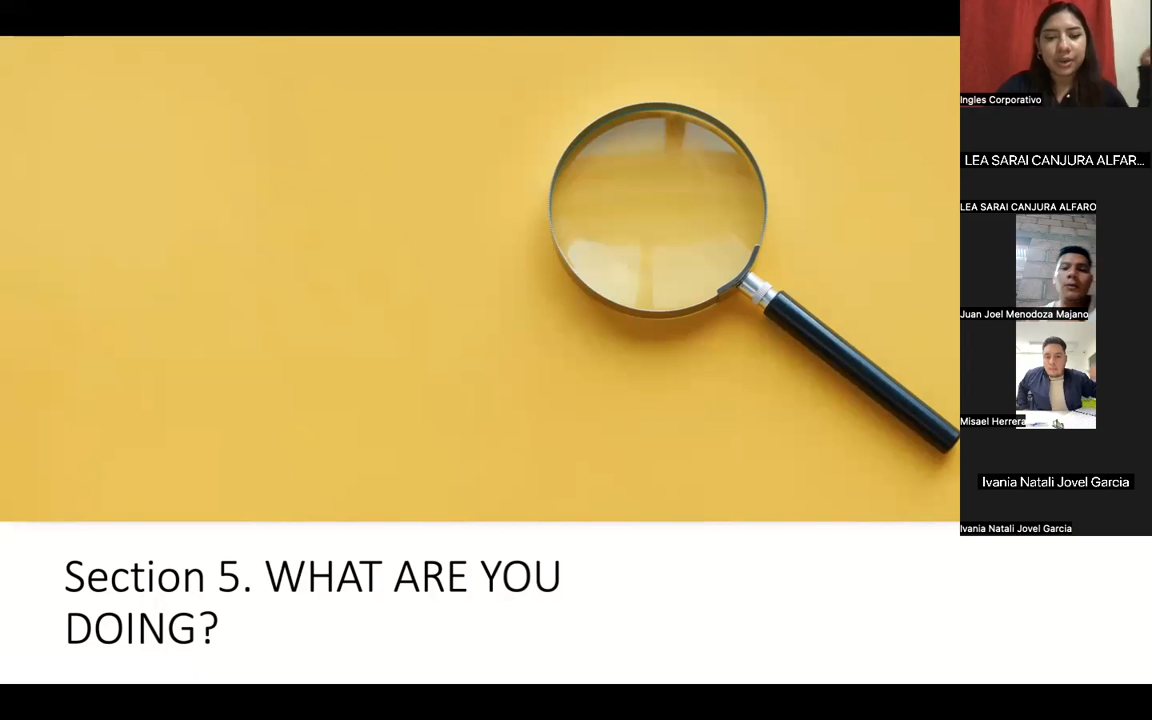 Ingles Corporativo
LEA SARAI CANJURA ALFAR...
LEA SARAI CANJURA ALFARO
Juan Joel Menodoza Majano
Misael Herrera
Ivania Natali Jovel Garcia
Ivania Natali Jovel Garcia
Section 5. WHAT ARE YOU
DOING?